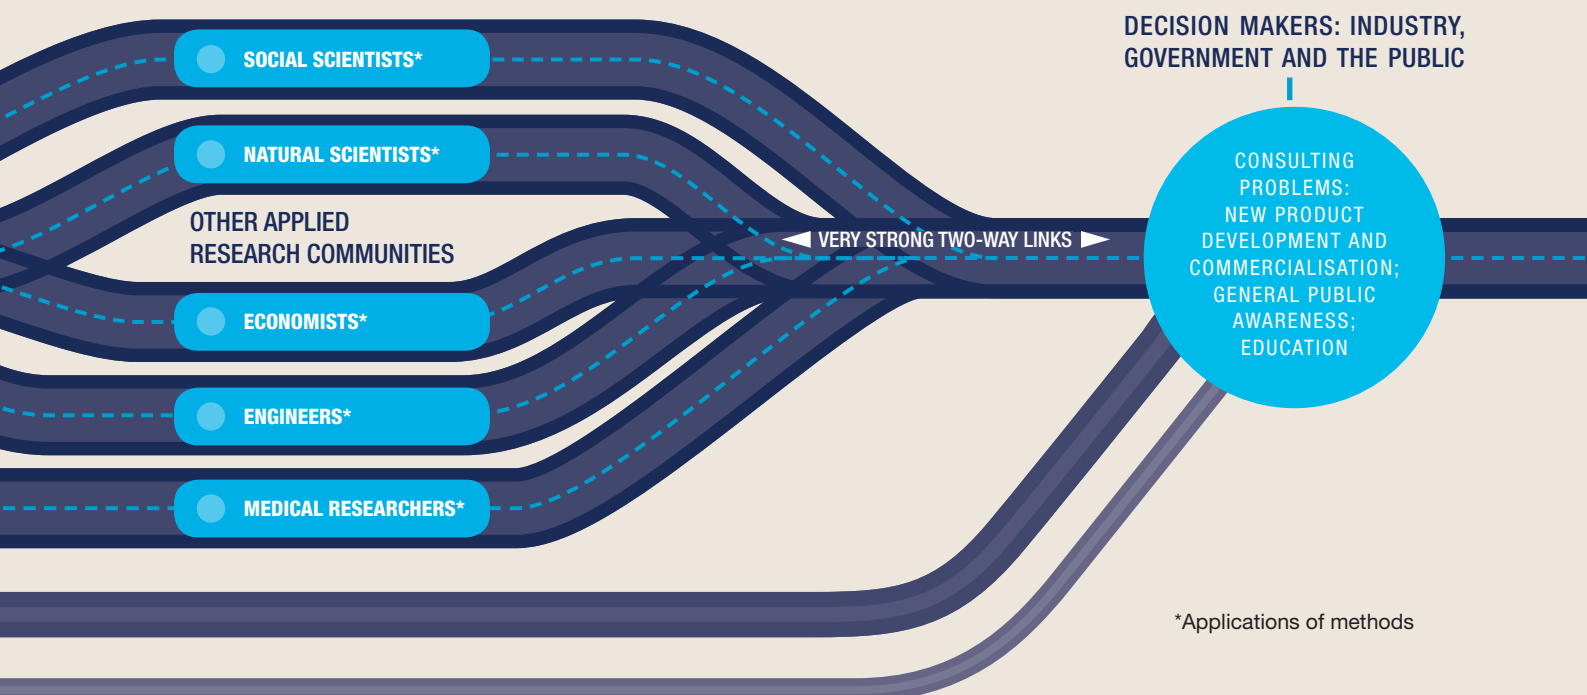 SOCIAL SCIENTISTS*
NATURAL SCIENTISTS*
OTHER APPLIED
RESEARCH COMMUNITIES
ECONOMISTS*
ENGINEERS*
MEDICAL RESEARCHERS*
VERY STRONG TWO-WAY LINKS
DECISION MAKERS: INDUSTRY,
GOVERNMENT AND THE PUBLIC
CONSULTING
PROBLEMS:
NEW PRODUCT
DEVELOPMENT AND
COMMERCIALISATION;
GENERAL PUBLIC
AWARENESS;
EDUCATION
*Applications of methods